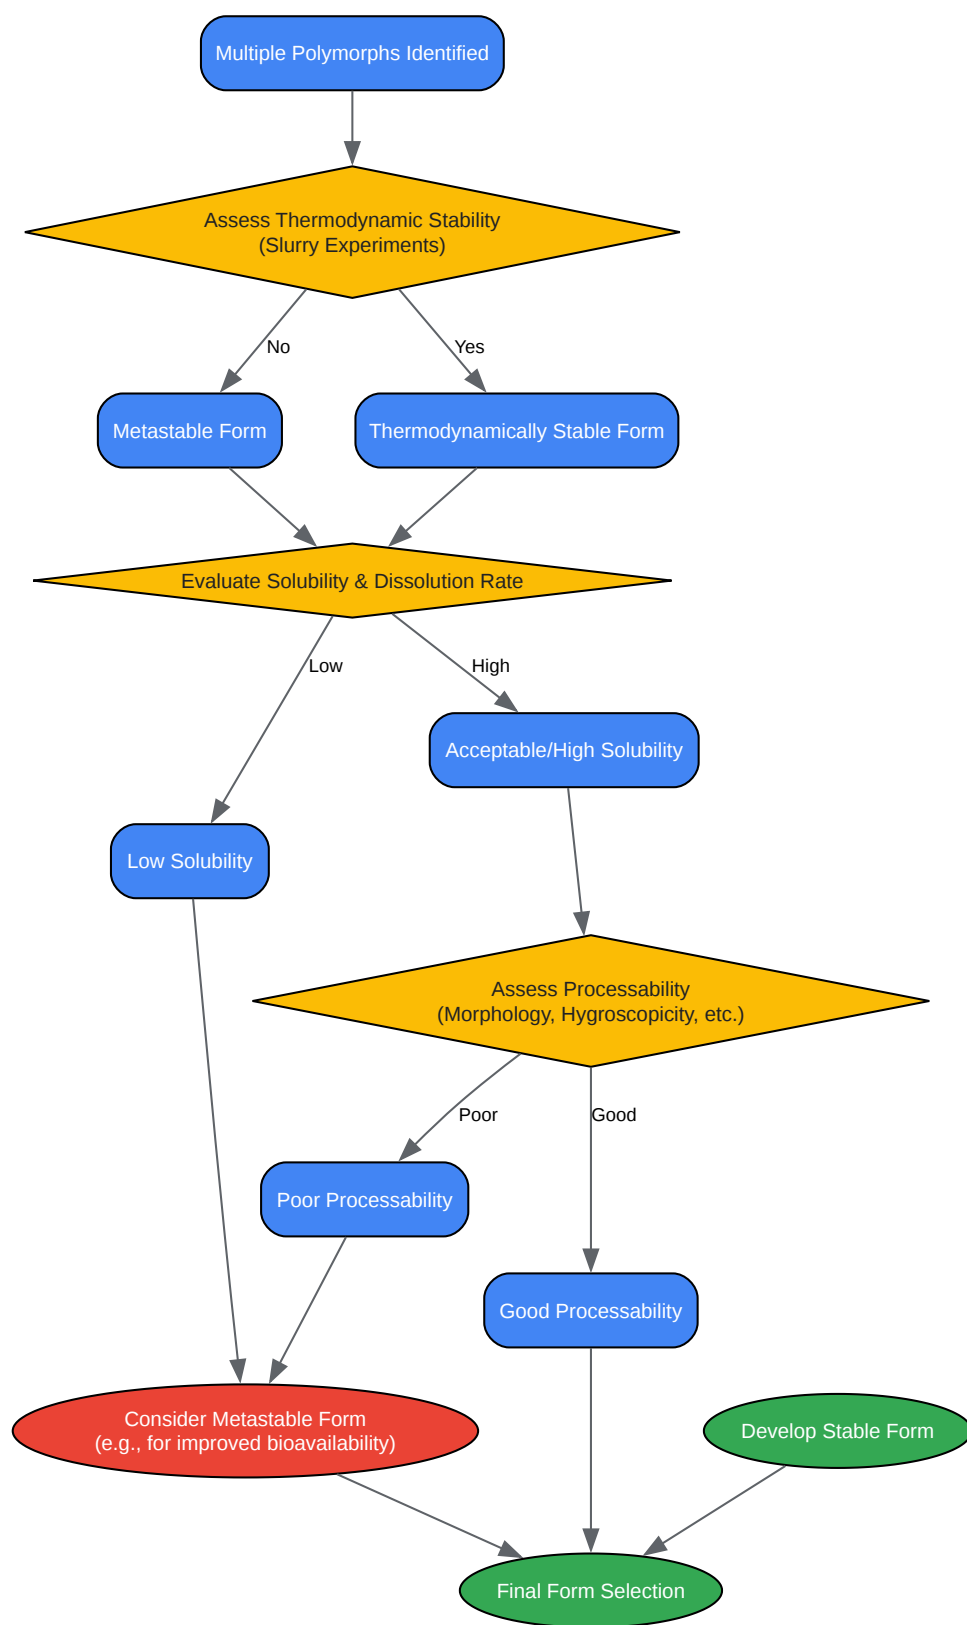 Multiple Polymorphs Identified
Assess Thermodynamic Stability
(Slurry Experiments)
No
Yes
Metastable Form
Thermodynamically Stable Form
Evaluate Solubility & Dissolution Rate
Low
High
Acceptable/High Solubility
Low Solubility
Assess Processability
(Morphology, Hygroscopicity, etc.)
Poor
Good
Poor Processability
Good Processability
Consider Metastable Form
(e.g., for improved bioavailability)
Develop Stable Form
Final Form Selection